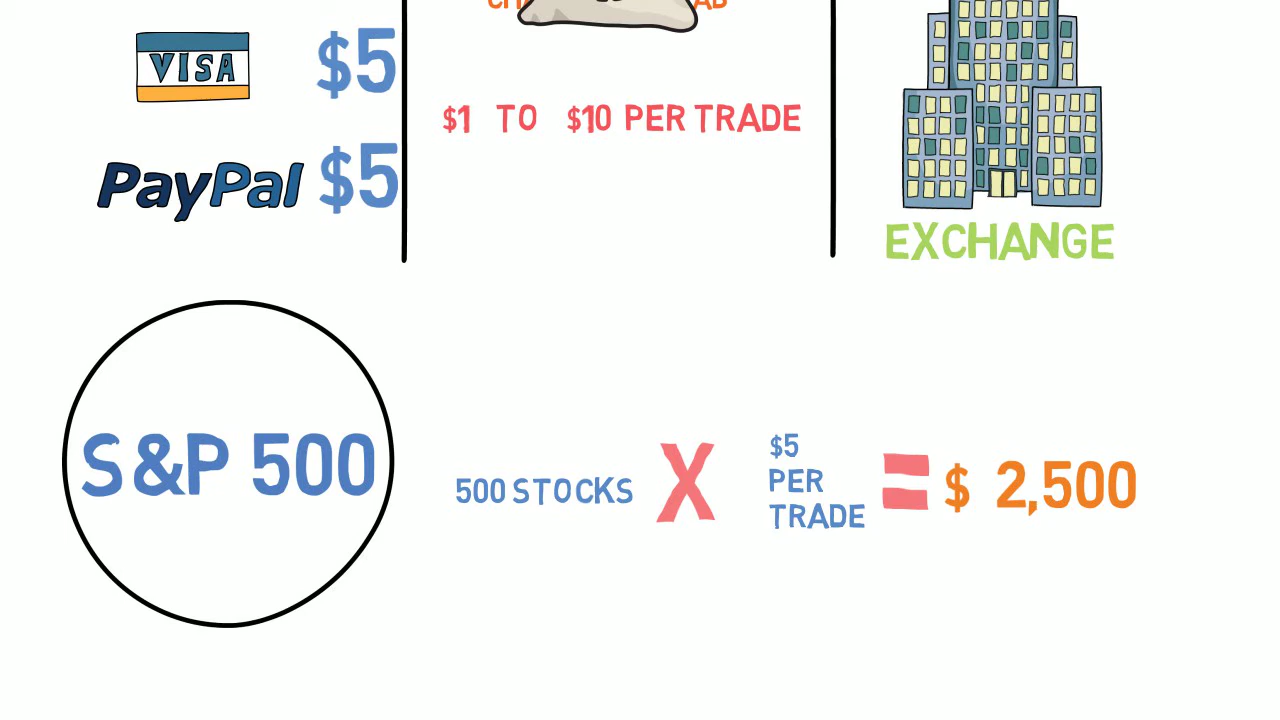 VISA $5
PayPal $5
$1 TO $10 PER TRADE
EXCHANGE
S&P 500
500 STOCKS X $5 PER TRADE = $ 2,500